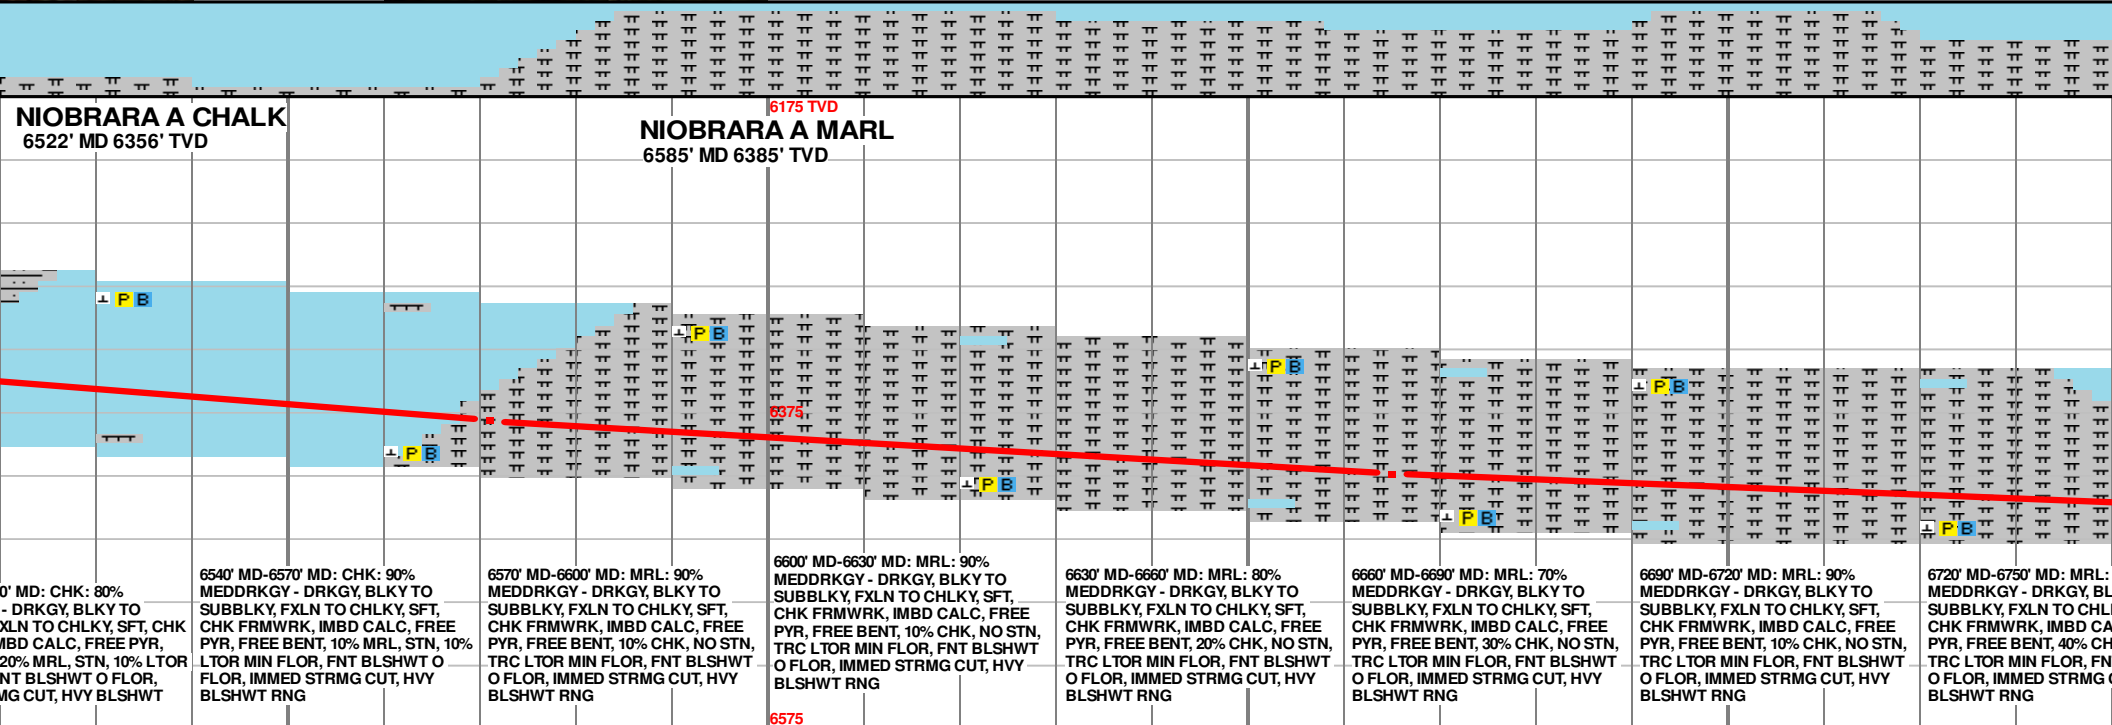 NIOBRARA A CHALK
6522' MD 6356' TVD
6175 TVD
NIOBRARA A MARL
6585' MD 6385' TVD
P B
P B
P B
P B
P B
P B
P B
P B
6375
0' MD: CHK: 80%
- DRKGY, BLKY TO
XLN TO CHLKY, SFT, CHK
MBD CALC, FREE PYR,
20% MRL, STN, 10% LTOR
NT BLSHWT O FLOR,
MG CUT, HVY BLSHWT
6540' MD-6570' MD: CHK: 90%
MEDDRKGY - DRKGY, BLKY TO
SUBBLKY, FXLN TO CHLKY, SFT,
CHK FRMWRK, IMBD CALC, FREE
PYR, FREE BENT, 10% MRL, STN, 10%
LTOR MIN FLOR, FNT BLSHWT O
FLOR, IMMED STRMG CUT, HVY
BLSHWT RNG
6570' MD-6600' MD: MRL: 90%
MEDDRKGY - DRKGY, BLKY TO
SUBBLKY, FXLN TO CHLKY, SFT,
CHK FRMWRK, IMBD CALC, FREE
PYR, FREE BENT, 10% CHK, NO STN,
TRC LTOR MIN FLOR, FNT BLSHWT
O FLOR, IMMED STRMG CUT, HVY
BLSHWT RNG
6600' MD-6630' MD: MRL: 90%
MEDDRKGY - DRKGY, BLKY TO
SUBBLKY, FXLN TO CHLKY, SFT,
CHK FRMWRK, IMBD CALC, FREE
PYR, FREE BENT, 10% CHK, NO STN,
TRC LTOR MIN FLOR, FNT BLSHWT
O FLOR, IMMED STRMG CUT, HVY
BLSHWT RNG
6630' MD-6660' MD: MRL: 80%
MEDDRKGY - DRKGY, BLKY TO
SUBBLKY, FXLN TO CHLKY, SFT,
CHK FRMWRK, IMBD CALC, FREE
PYR, FREE BENT, 20% CHK, NO STN,
TRC LTOR MIN FLOR, FNT BLSHWT
O FLOR, IMMED STRMG CUT, HVY
BLSHWT RNG
6660' MD-6690' MD: MRL: 70%
MEDDRKGY - DRKGY, BLKY TO
SUBBLKY, FXLN TO CHLKY, SFT,
CHK FRMWRK, IMBD CALC, FREE
PYR, FREE BENT, 30% CHK, NO STN,
TRC LTOR MIN FLOR, FNT BLSHWT
O FLOR, IMMED STRMG CUT, HVY
BLSHWT RNG
6690' MD-6720' MD: MRL: 90%
MEDDRKGY - DRKGY, BLKY TO
SUBBLKY, FXLN TO CHLKY, SFT,
CHK FRMWRK, IMBD CALC, FREE
PYR, FREE BENT, 10% CHK, NO STN,
TRC LTOR MIN FLOR, FNT BLSHWT
O FLOR, IMMED STRMG CUT, HVY
BLSHWT RNG
6720' MD-6750' MD: MRL:
MEDDRKGY - DRKGY, BL
SUBBLKY, FXLN TO CHL
CHK FRMWRK, IMBD CA
PYR, FREE BENT, 40% CH
TRC LTOR MIN FLOR, FN
O FLOR, IMMED STRMG C
BLSHWT RNG
6575